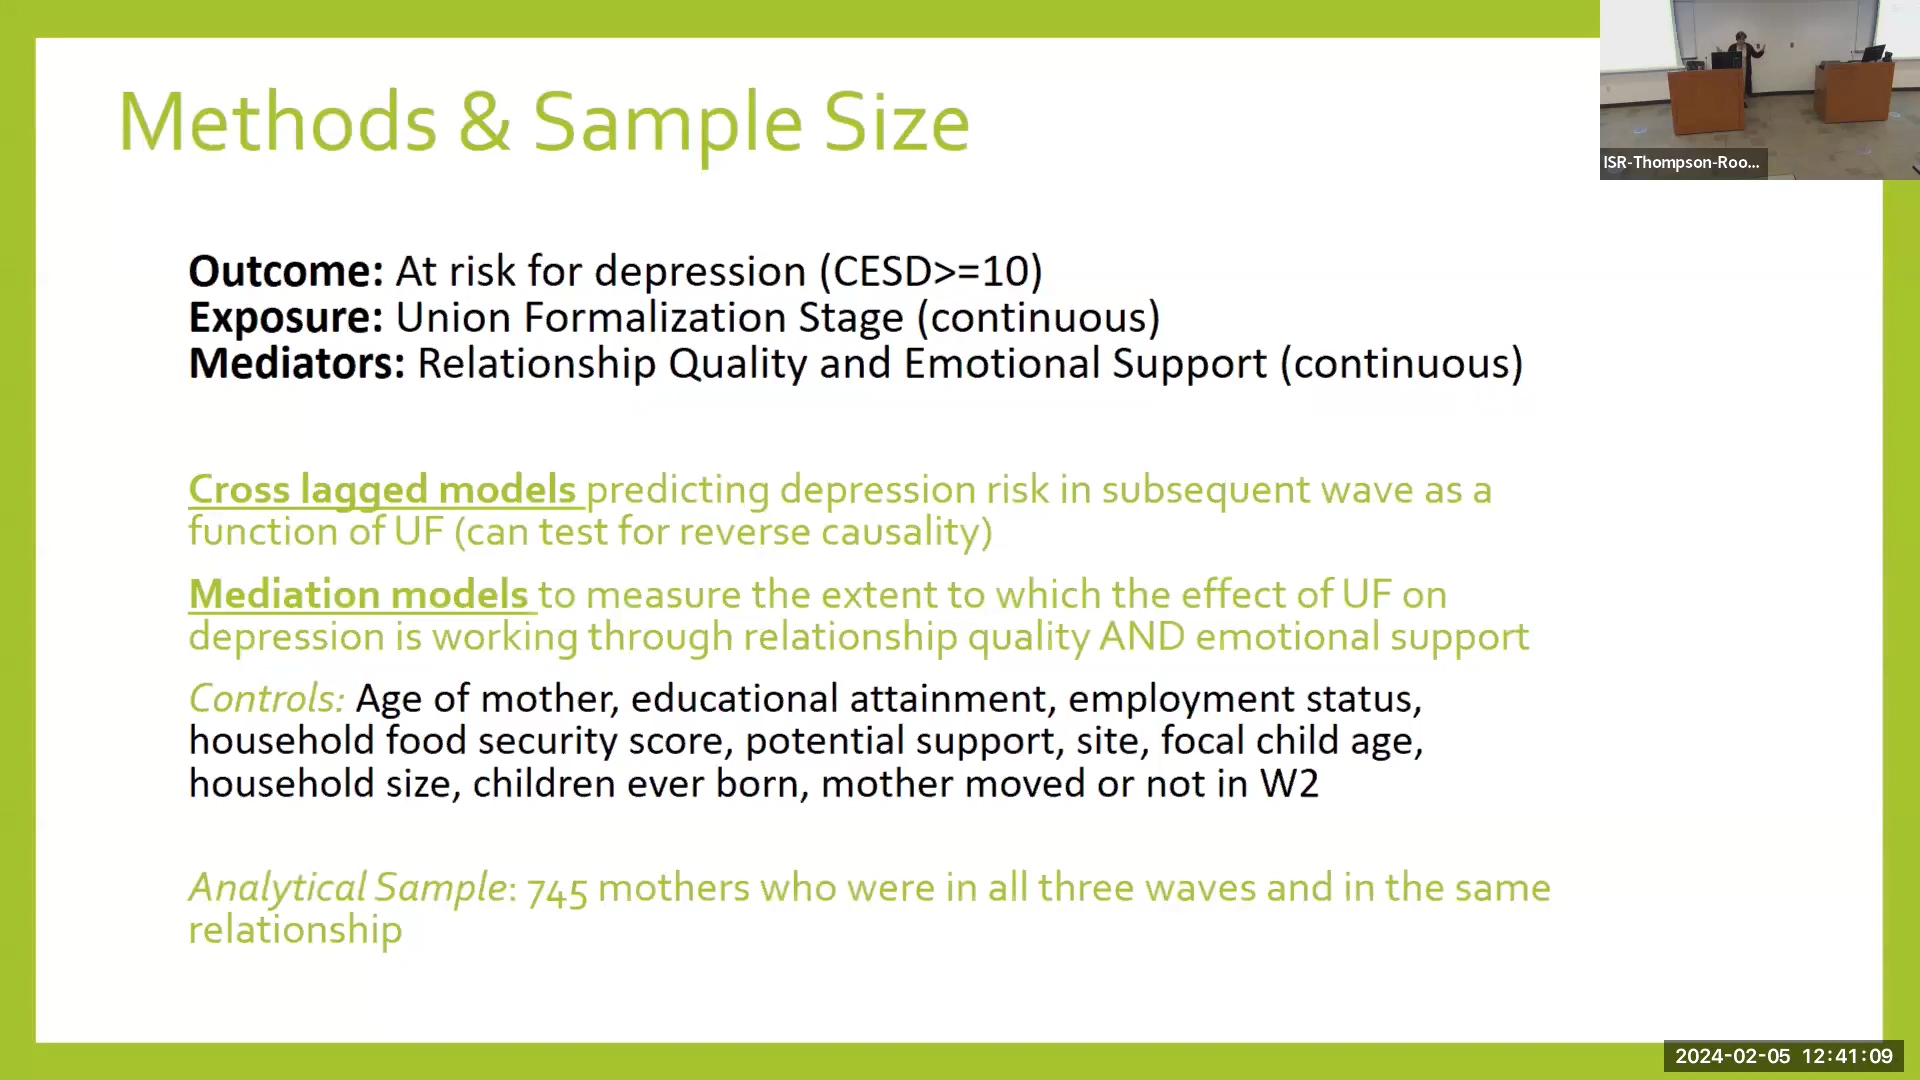 Methods & Sample Size
ISR-Thompson-Roo...
Outcome: At risk for depression (CESD>=10)
Exposure: Union Formalization Stage (continuous)
Mediators: Relationship Quality and Emotional Support (continuous)
Cross lagged models predicting depression risk in subsequent wave as a
function of UF (can test for reverse causality)
Mediation models to measure the extent to which the effect of UF on
depression is working through relationship quality AND emotional support
Controls: Age of mother, educational attainment, employment status,
household food security score, potential support, site, focal child age,
household size, children ever born, mother moved or not in W2
Analytical Sample: 745 mothers who were in all three waves and in the same
relationship
2024-02-05 12:41:09